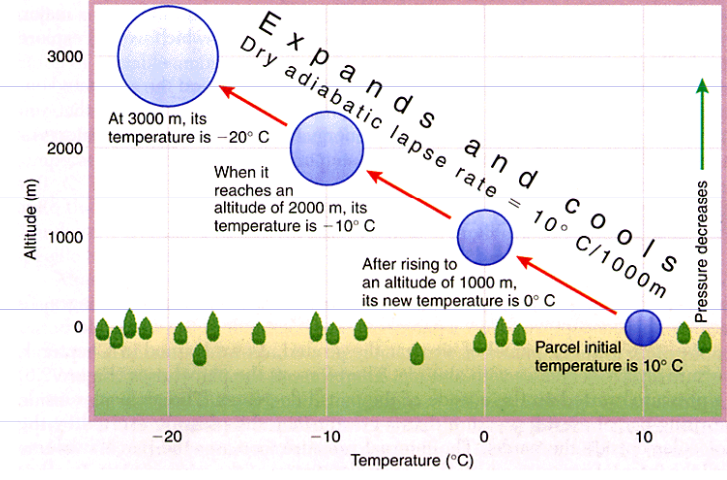 Expands and cools
Dry adiabatic lapse rate = 10° C/1000m
3000
At 3000 m, its
temperature is −20° C
2000
When it
reaches an
altitude of 2000 m, its
temperature is −10° C
Altitude (m)
1000
After rising to
an altitude of 1000 m,
its new temperature is 0° C
Pressure decreases
0
Parcel initial
temperature is 10° C
−20
−10
0
10
Temperature (°C)